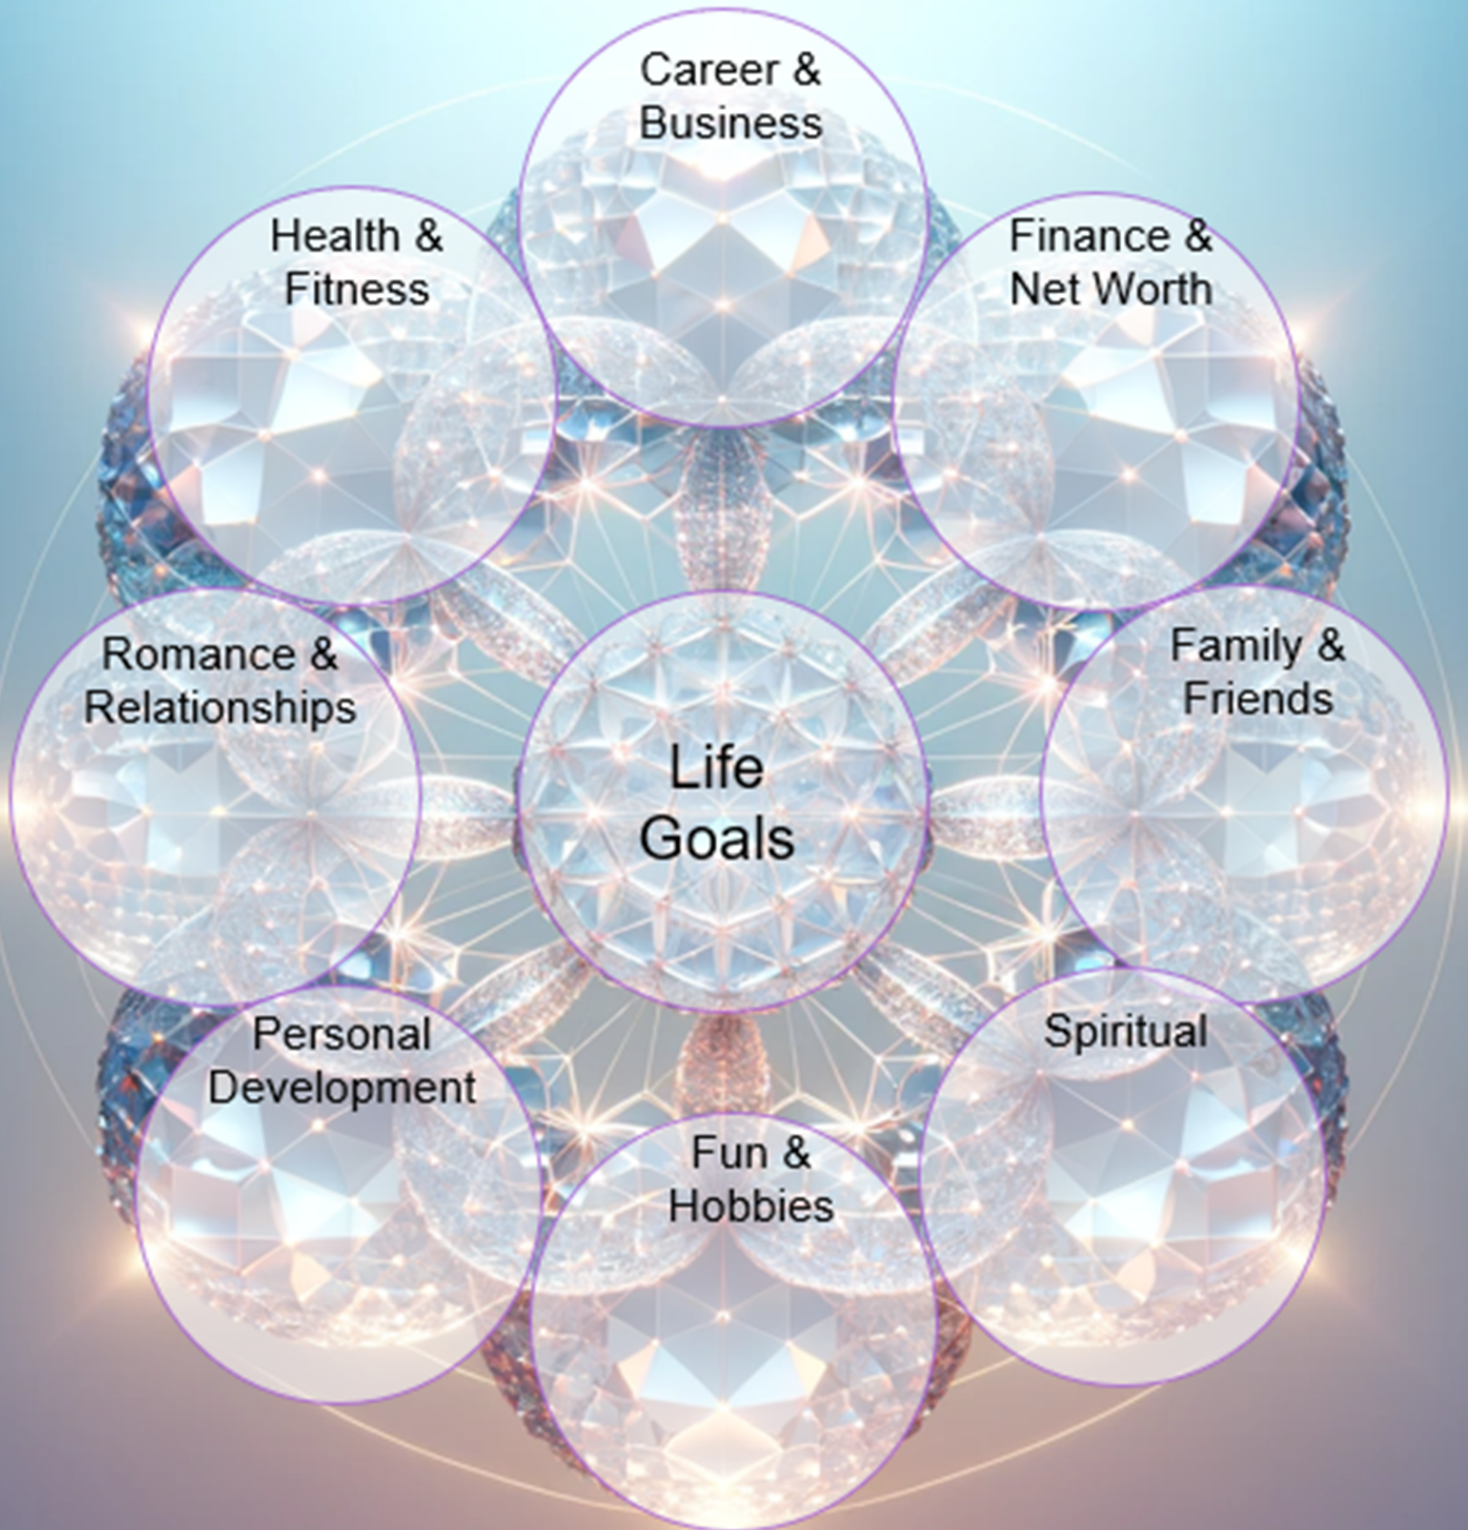 Career &
Business
Health &
Fitness
Finance &
Net Worth
Romance &
Relationships
Family &
Friends
Life
Goals
Personal
Development
Spiritual
Fun &
Hobbies